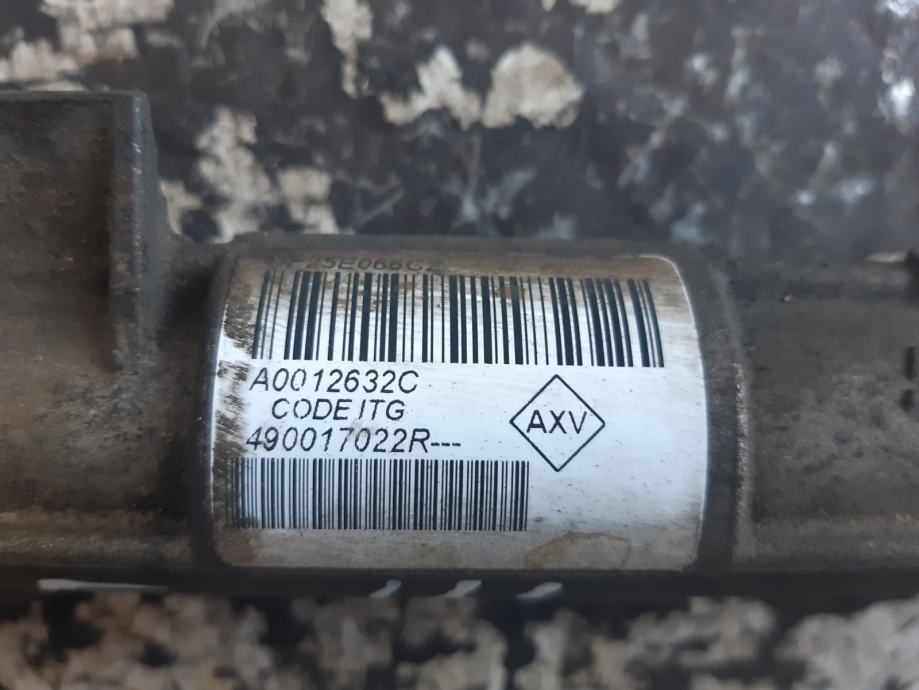 A0012632C
CODE ITG
490017022R---
AXV